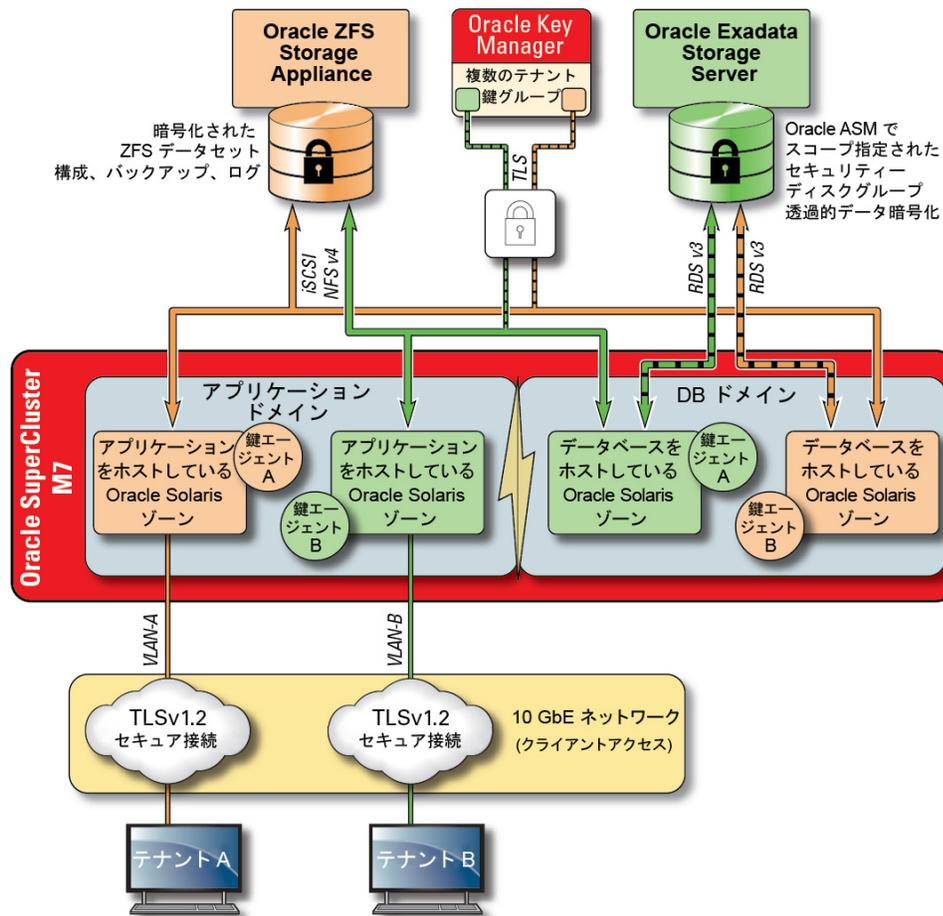 Oracle ZFS
Storage
Appliance
Oracle Key
Manager
複数のテナント
鍵グループ
Oracle Exadata
Storage
Server
暗号化された
ZFS データセット
構成、バックアップ、ログ
TLS
Oracle ASM で
スコープ指定された
セキュリティー
ディスクグループ
透過的データ暗号化
iSCSI
NFS v4
RDS v3
RDS v3
Oracle SuperCluster
M7
アプリケーション
ドメイン
DB ドメイン
アプリケーション
をホストしている
Oracle Solaris
ゾーン
鍵エー
ジェント
A
アプリケーション
をホストしている
Oracle Solaris
ゾーン
鍵エー
ジェント
B
データベースを
ホストしている
Oracle Solaris
ゾーン
鍵エー
ジェント
A
データベースを
ホストしている
Oracle Solaris
ゾーン
鍵エー
ジェント
B
VLAN-A
VLAN-B
TLSv1.2
セキュア接続
TLSv1.2
セキュア接続
10 GbE ネットワーク
(クライアントアクセス)
テナント A
テナント B